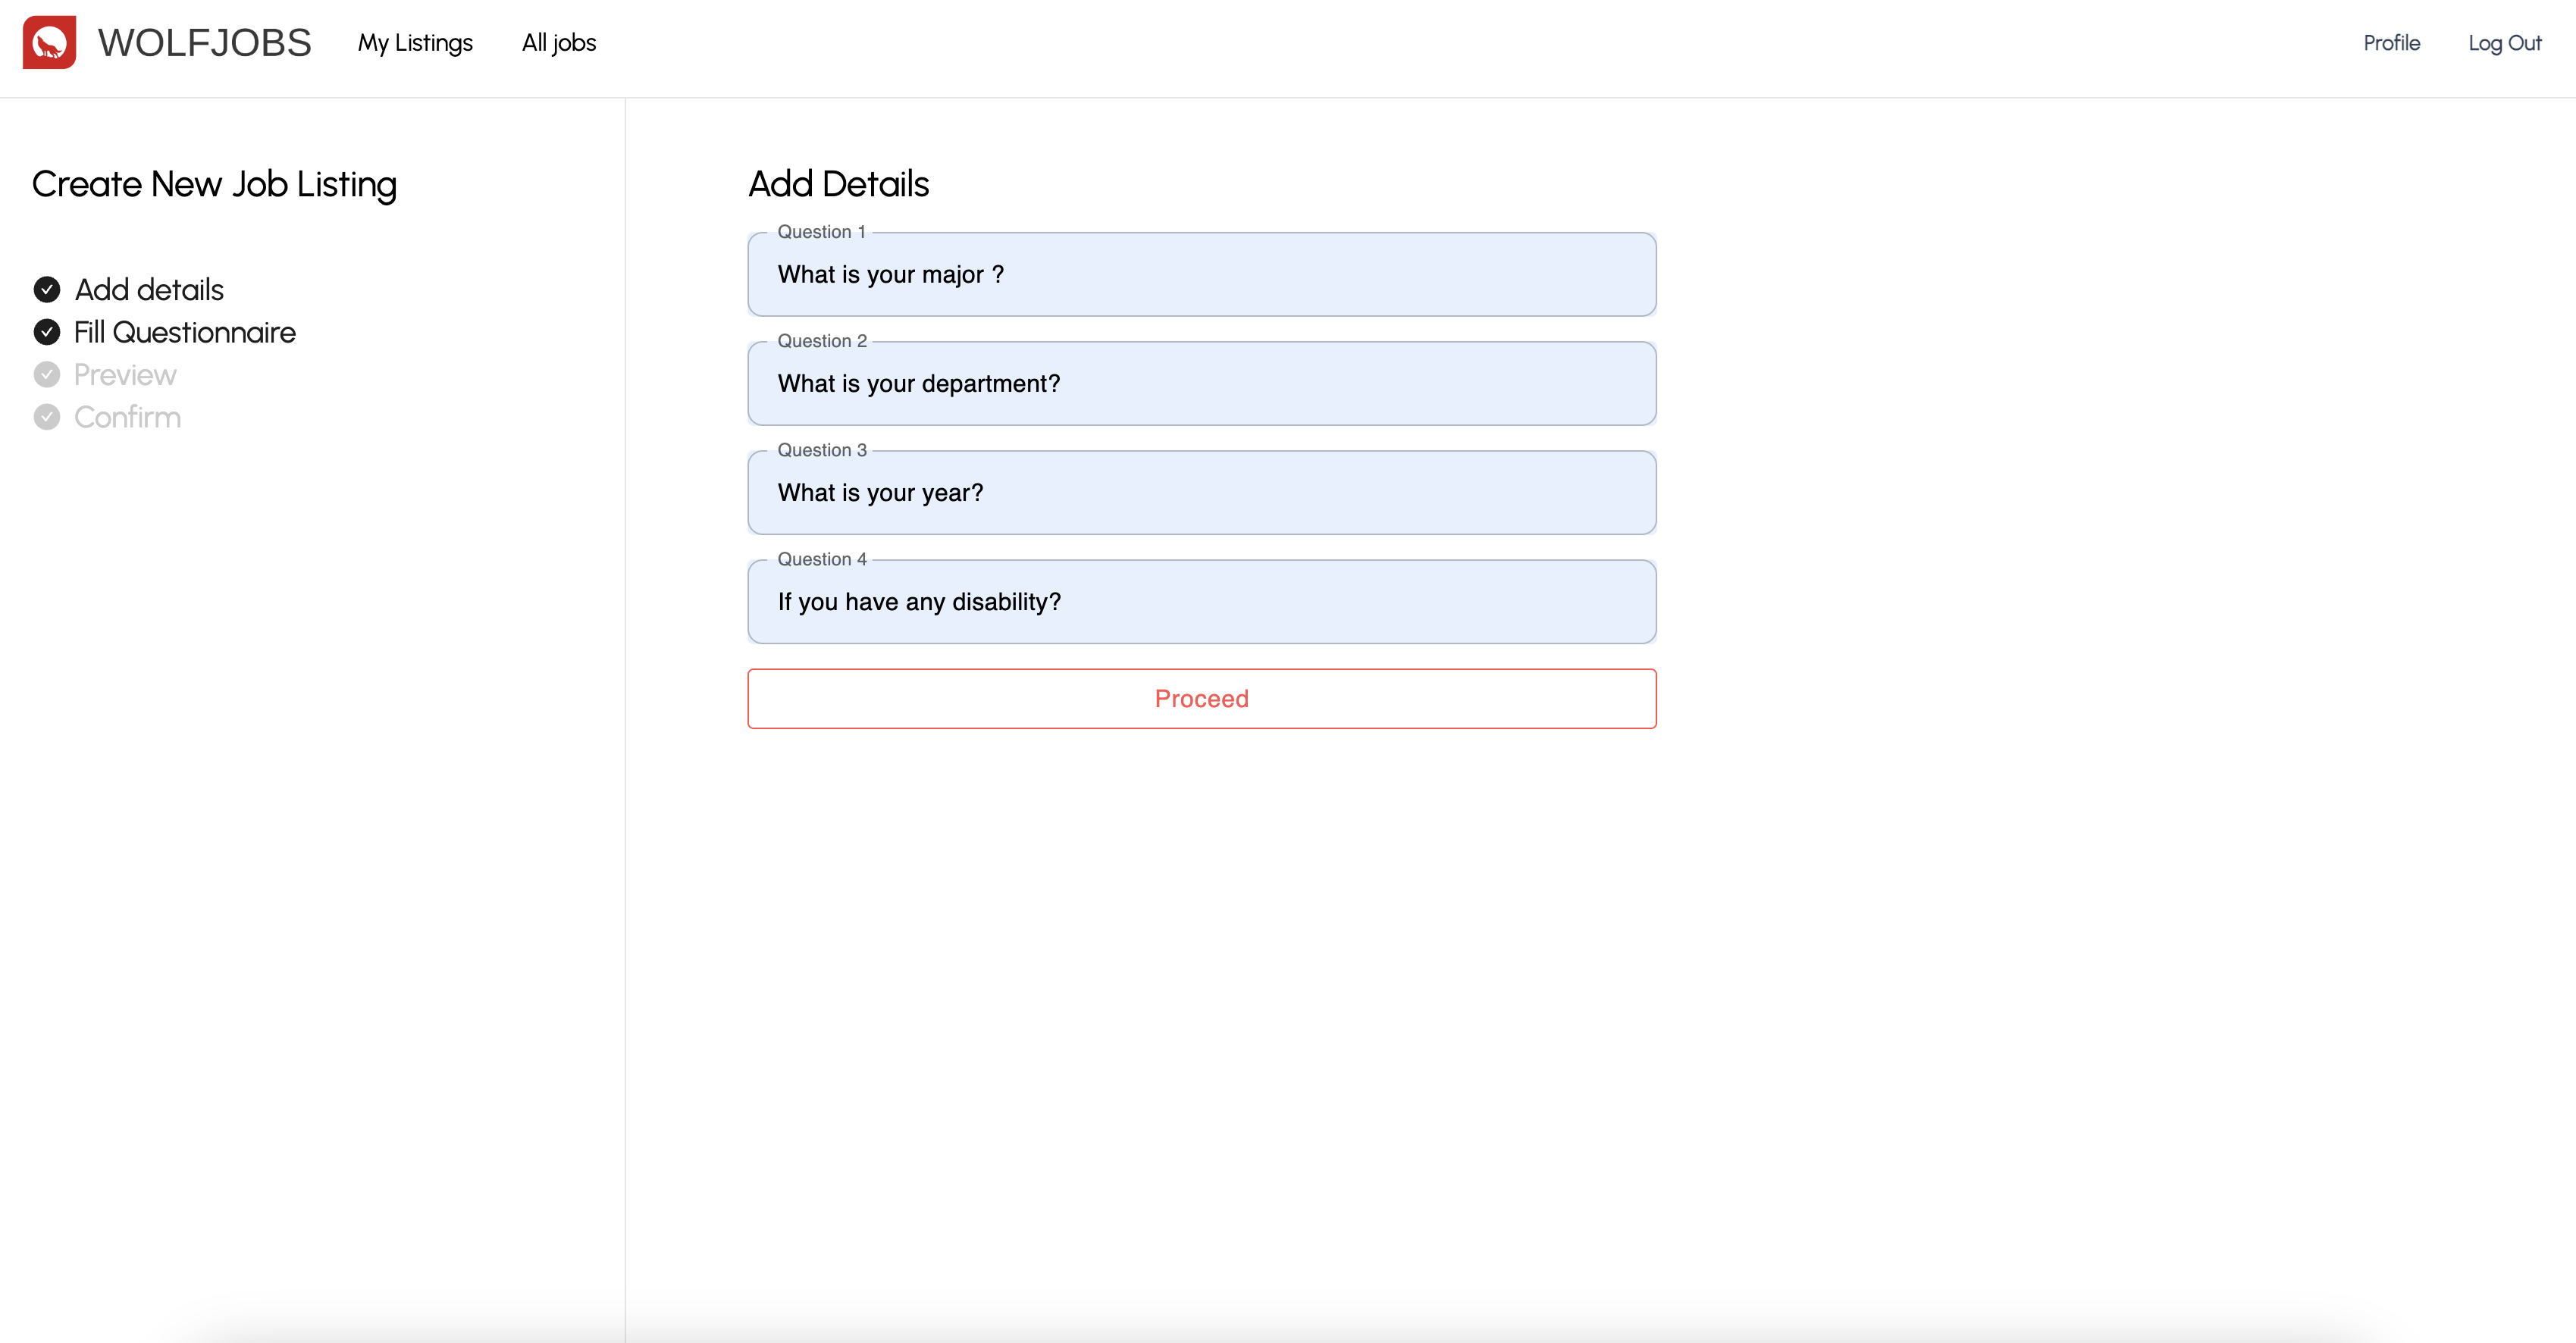 WOLFJOBS My Listings All jobs Profile Log Out
Create New Job Listing
Add details
Fill Questionnaire
Preview
Confirm
Add Details
Question 1
What is your major ?
Question 2
What is your department?
Question 3
What is your year?
Question 4
If you have any disability?
Proceed